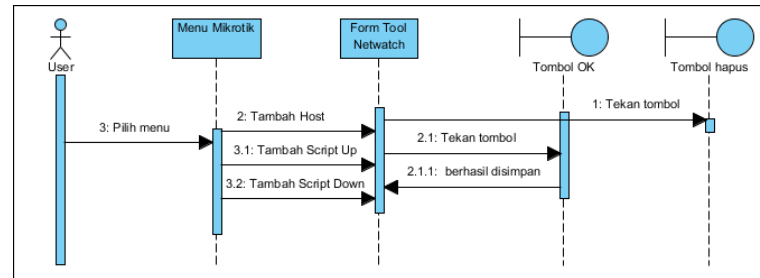 Menu Mikrotik
Form Tool
Netwatch
User
Tombol OK
Tombol hapus
1: Tekan tombol
2: Tambah Host
3: Pilih menu
2.1: Tekan tombol
3.1: Tambah Script Up
2.1.1: berhasil disimpan
3.2: Tambah Script Down